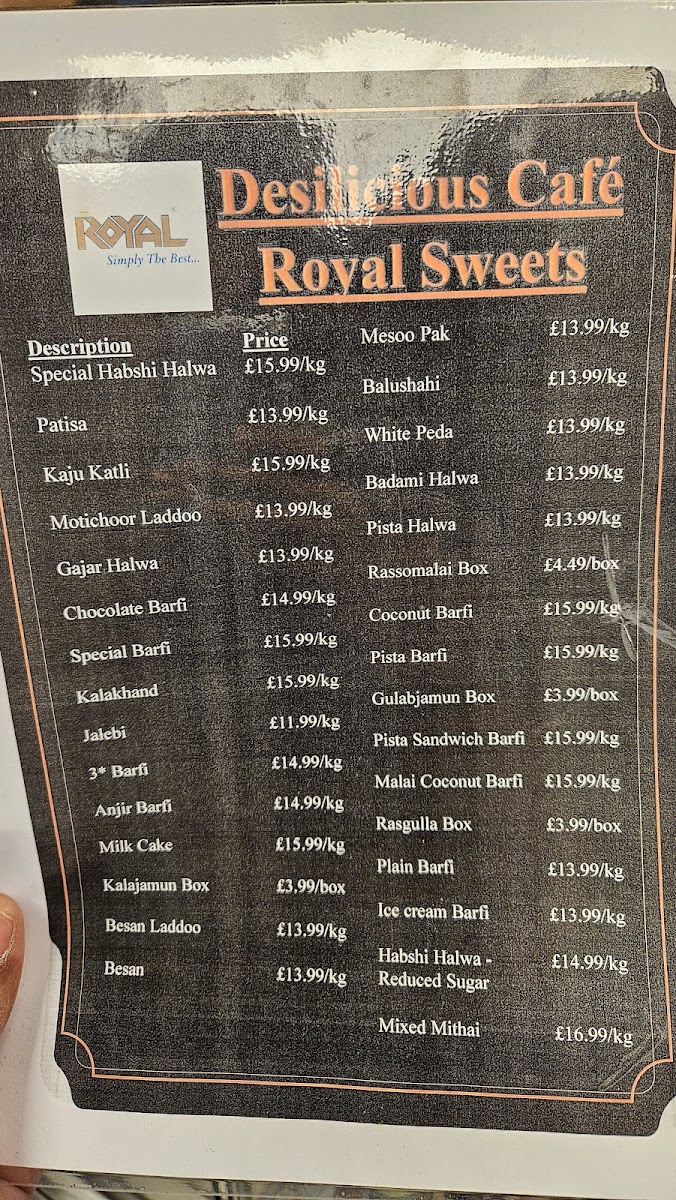 ROYAL
Simply The Best...
Desilicious Café
Royal Sweets
Description Price
Special Habshi Halwa £15.99/kg
Patisa £13.99/kg
Kaju Katli £15.99/kg
Motichoor Laddoo £13.99/kg
Gajar Halwa £13.99/kg
Chocolate Barfi £14.99/kg
Special Barfi £15.99/kg
Kalakhand £15.99/kg
Jalebi £11.99/kg
3* Barfi £14.99/kg
Anjir Barfi £14.99/kg
Milk Cake £15.99/kg
Kalajamun Box £3.99/box
Besan Laddoo £13.99/kg
Besan £13.99/kg
Mesoo Pak £13.99/kg
Balushahi £13.99/kg
White Peda £13.99/kg
Badami Halwa £13.99/kg
Pista Halwa £13.99/kg
Rassomalai Box £4.49/box
Coconut Barfi £15.99/kg
Pista Barfi £15.99/kg
Gulabjamun Box £3.99/box
Pista Sandwich Barfi £15.99/kg
Malai Coconut Barfi £15.99/kg
Rasgulla Box £3.99/box
Plain Barfi £13.99/kg
Ice cream Barfi £13.99/kg
Habshi Halwa - £14.99/kg
Reduced Sugar
Mixed Mithai £16.99/kg